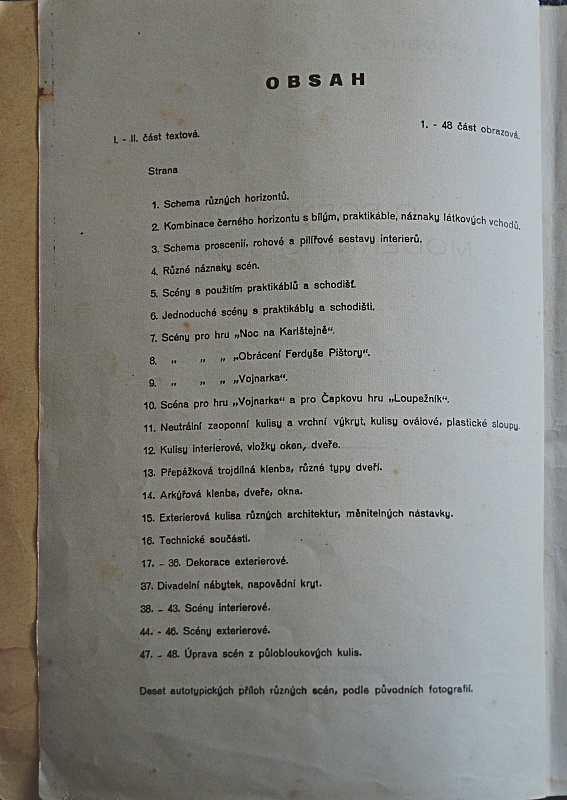 OBSAH
I. - II. část textová.
1. - 48 část obrazová.
Strana
1. Schema různých horizontů.
2. Kombinace černého horizontu s bílým, praktikáble, náznaky látkových vchodů.
3. Schema proscenií, rohové a pilířové sestavy interierů.
4. Různé náznaky scén.
5. Scény s použitím praktikáblů a schodišť.
6. Jednoduché scény s praktikábly a schodišti.
7. Scény pro hru „Noc na Karlštejně“.
8. „ „ „ „Obrácení Ferdyše Pištory“.
9. „ „ „ „Vojnarka“.
10. Scéna pro hru „Vojnarka“ a pro Čapkovu hru „Loupežník“.
11. Neutrální zaoponní kulisy a vrchní výkryt, kulisy oválové, plastické sloupy.
12. Kulisy interierové, vložky oken, dveře.
13. Přepážková trojdílná klenba, různé typy dveří.
14. Arkýřová klenba, dveře, okna.
15. Exterierová kulisa různých architektur, měnitelných nástavky.
16. Technické součásti.
17. - 36. Dekorace exterierové.
37. Divadelní nábytek, napovědní kryt.
38. - 43. Scény interierové.
44. - 46. Scény exterierové.
47. - 48. Úprava scén z půlobloukových kulis.
Deset autotypických příloh různých scén, podle původních fotografií.